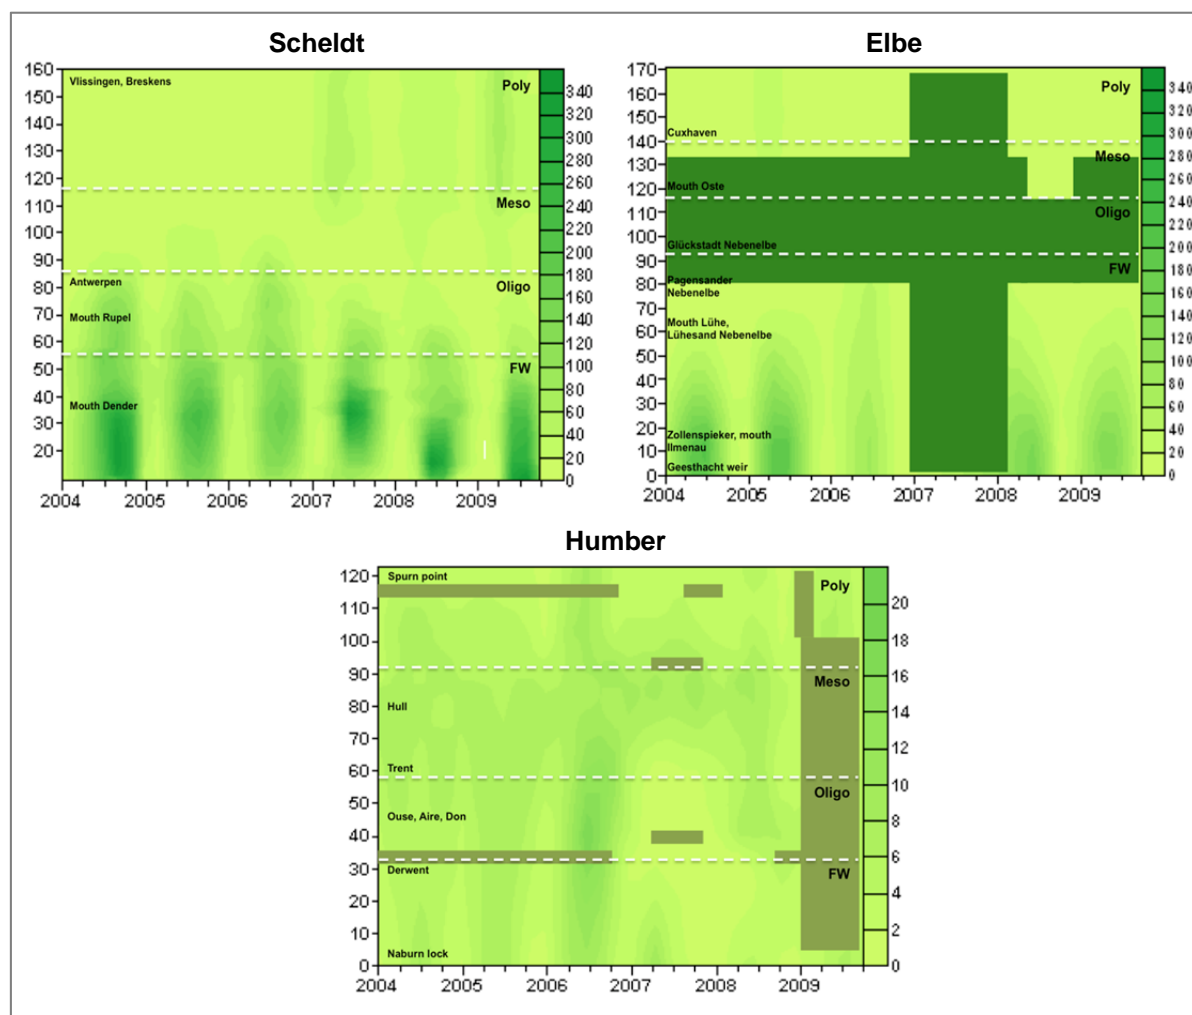 Scheldt
160
150
140
130
120
110
100
90
80
70
60
50
40
30
20
Vlissingen, Breskens
Antwerpen
Mouth Rupel
Mouth Dender
Poly
Meso
Oligo
FW
340
320
300
280
260
240
220
200
180
160
140
120
100
80
60
40
20
0
2004 2005 2006 2007 2008 2009
Elbe
170
160
150
140
130
120
110
100
90
80
70
60
50
40
30
20
10
0
Cuxhaven
Mouth Oste
Glückstadt Nebenelbe
Pagensander
Nebenelbe
Mouth Lühe,
Lühesand Nebenelbe
Zollenspieker, mouth
Ilmenau
Geesthacht weir
Poly
Meso
Oligo
FW
340
320
300
280
260
240
220
200
180
160
140
120
100
80
60
40
20
0
2004 2005 2006 2007 2008 2009
Humber
120
110
100
90
80
70
60
50
40
30
20
10
0
Spurn point
Hull
Trent
Ouse, Aire, Don
Derwent
Naburn lock
Poly
Meso
Oligo
FW
20
18
16
14
12
10
8
6
4
2
0
2004 2005 2006 2007 2008 2009